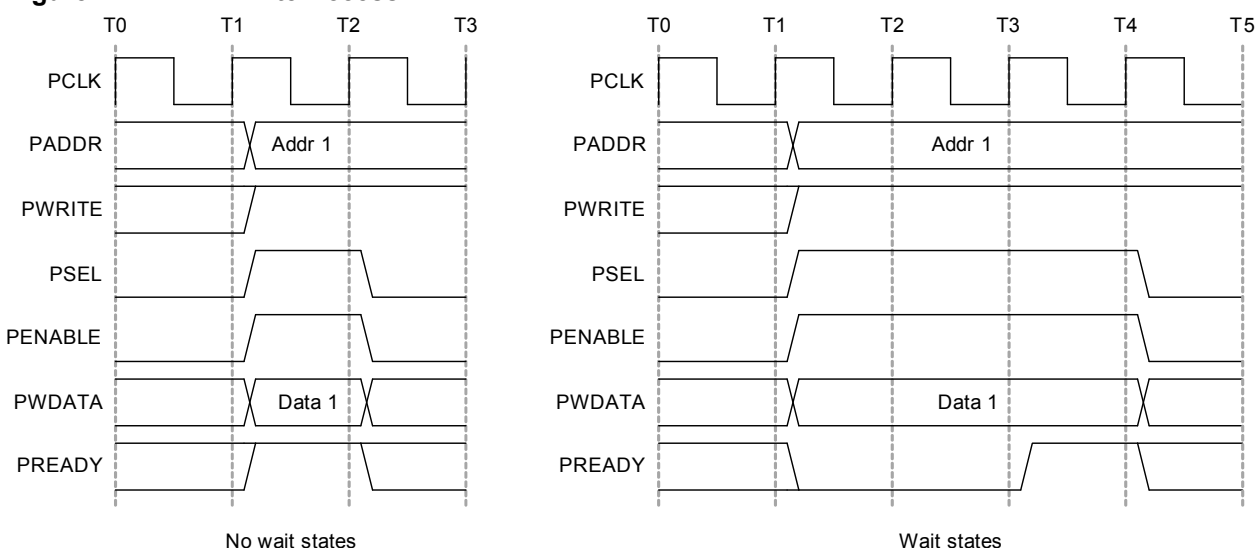 T0 T1 T2 T3 T0 T1 T2 T3 T4 T5
PCLK PCLK
PADDR Addr 1 PADDR Addr 1
PWRITE PWRITE
PSEL PSEL
PENABLE PENABLE
PWDATA Data 1 PWDATA Data 1
PREADY PREADY
No wait states Wait states